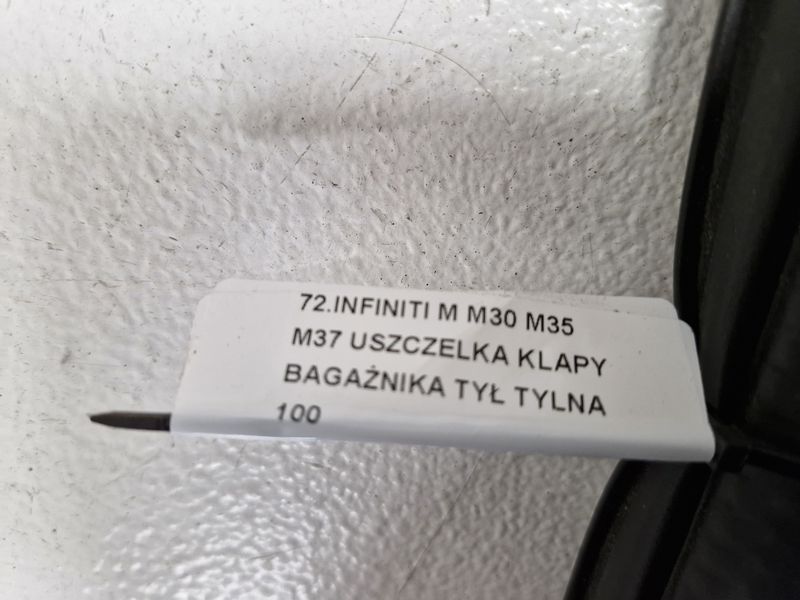 72.INFINITI M M30 M35
M37 USZCZELKA KLAPY
BAGAŻNIKA TYŁ TYLNA
100